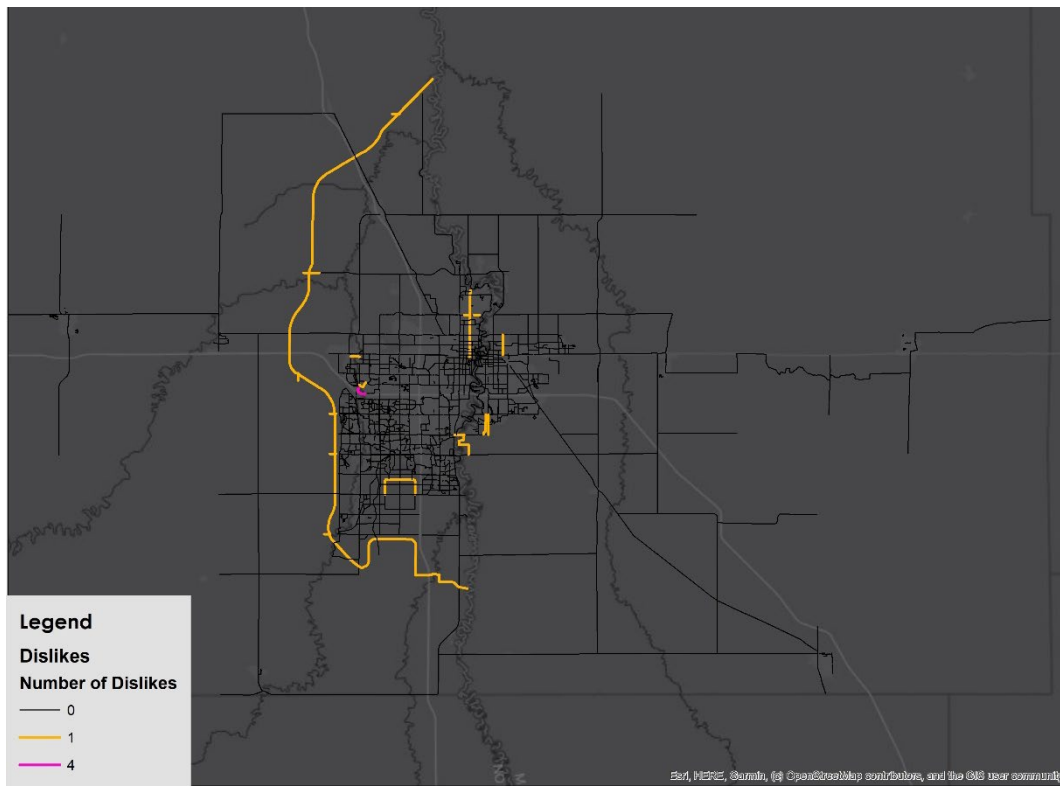 Legend
Dislikes
Number of Dislikes
0
1
4
Esri, HERE, Garmin, (c) OpenStreetMap contributors, and the GIS user community